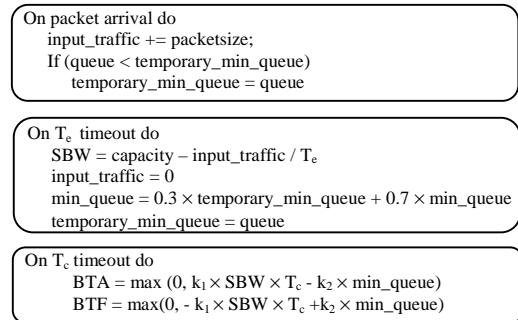 On packet arrival do
input_traffic += packetsize;
If (queue < temporary_min_queue)
temporary_min_queue = queue
On Te timeout do
SBW = capacity – input_traffic / Te
input_traffic = 0
min_queue = 0.3 × temporary_min_queue + 0.7 × min_queue
temporary_min_queue = queue
On Tc timeout do
BTA = max (0, k1 × SBW × Tc - k2 × min_queue)
BTF = max(0, - k1 × SBW × Tc +k2 × min_queue)